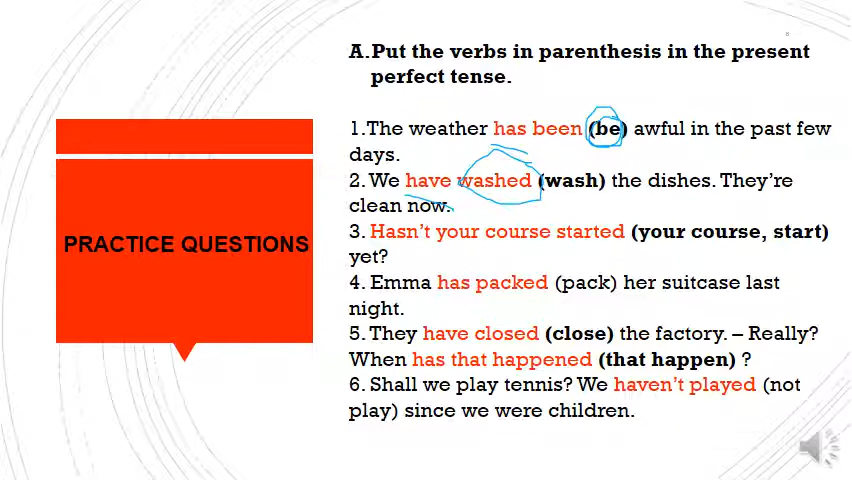 A.Put the verbs in parenthesis in the present
perfect tense.
1.The weather has been (be) awful in the past few
days.
2. We have washed (wash) the dishes. They're
clean now.
3. Hasn't your course started (your course, start)
yet?
4. Emma has packed (pack) her suitcase last
night.
5. They have closed (close) the factory. – Really?
When has that happened (that happen) ?
6. Shall we play tennis? We haven't played (not
play) since we were children.
PRACTICE QUESTIONS